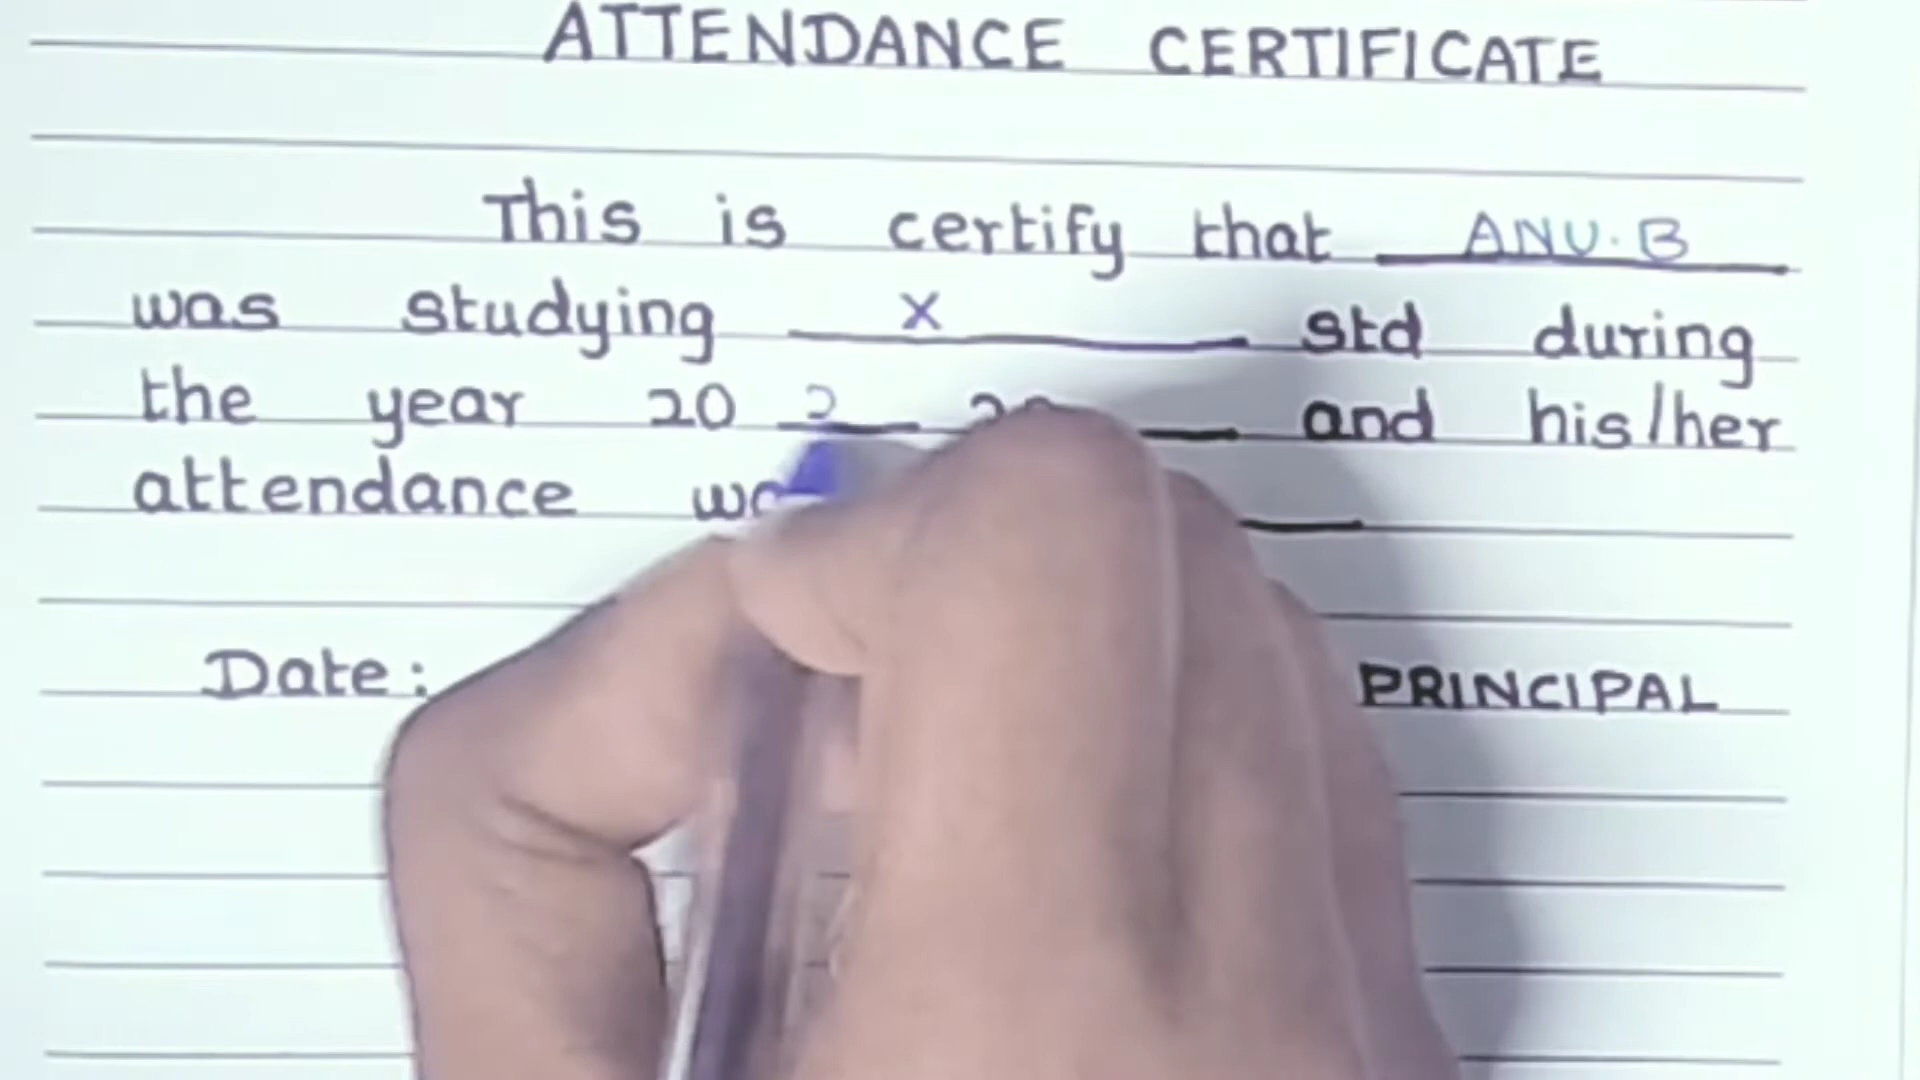 ATTENDANCE CERTIFICATE
This is certify that ANU.B
was studying X std during
the year 20 2 and his/her
attendance
Date: PRINCIPAL